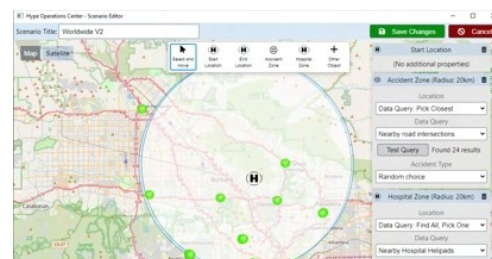 Hype Operations Center - Scenario Editor
Scenario Title: Worldwide V2
Save Changes
Cancel
Map Satellite
Select and move
Start Location
End Location
Accident Zone
Hospital Zone
Other Object
Start Location
(No additional properties)
Accident Zone (Radius: 20km)
Location
Data Query: Pick Closest
Data Query
Nearby road intersections
Test Query Found 24 results
Accident Type
Random choice
Hospital Zone (Radius: 20km)
Location
Data Query: Find All, Pick One
Data Query
Nearby Hospital Helipads
Calabasas
Burbank
Alhambra